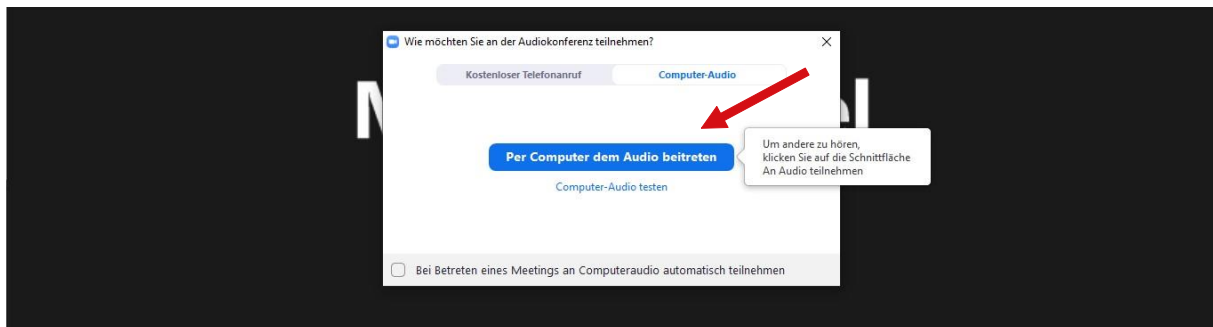 Wie möchten Sie an der Audiokonferenz teilnehmen?
Kostenloser Telefonanruf
Computer-Audio
Per Computer dem Audio beitreten
Um andere zu hören,
klicken Sie auf die Schnittfläche
An Audio teilnehmen
Computer-Audio testen
Bei Betreten eines Meetings an Computeraudio automatisch teilnehmen